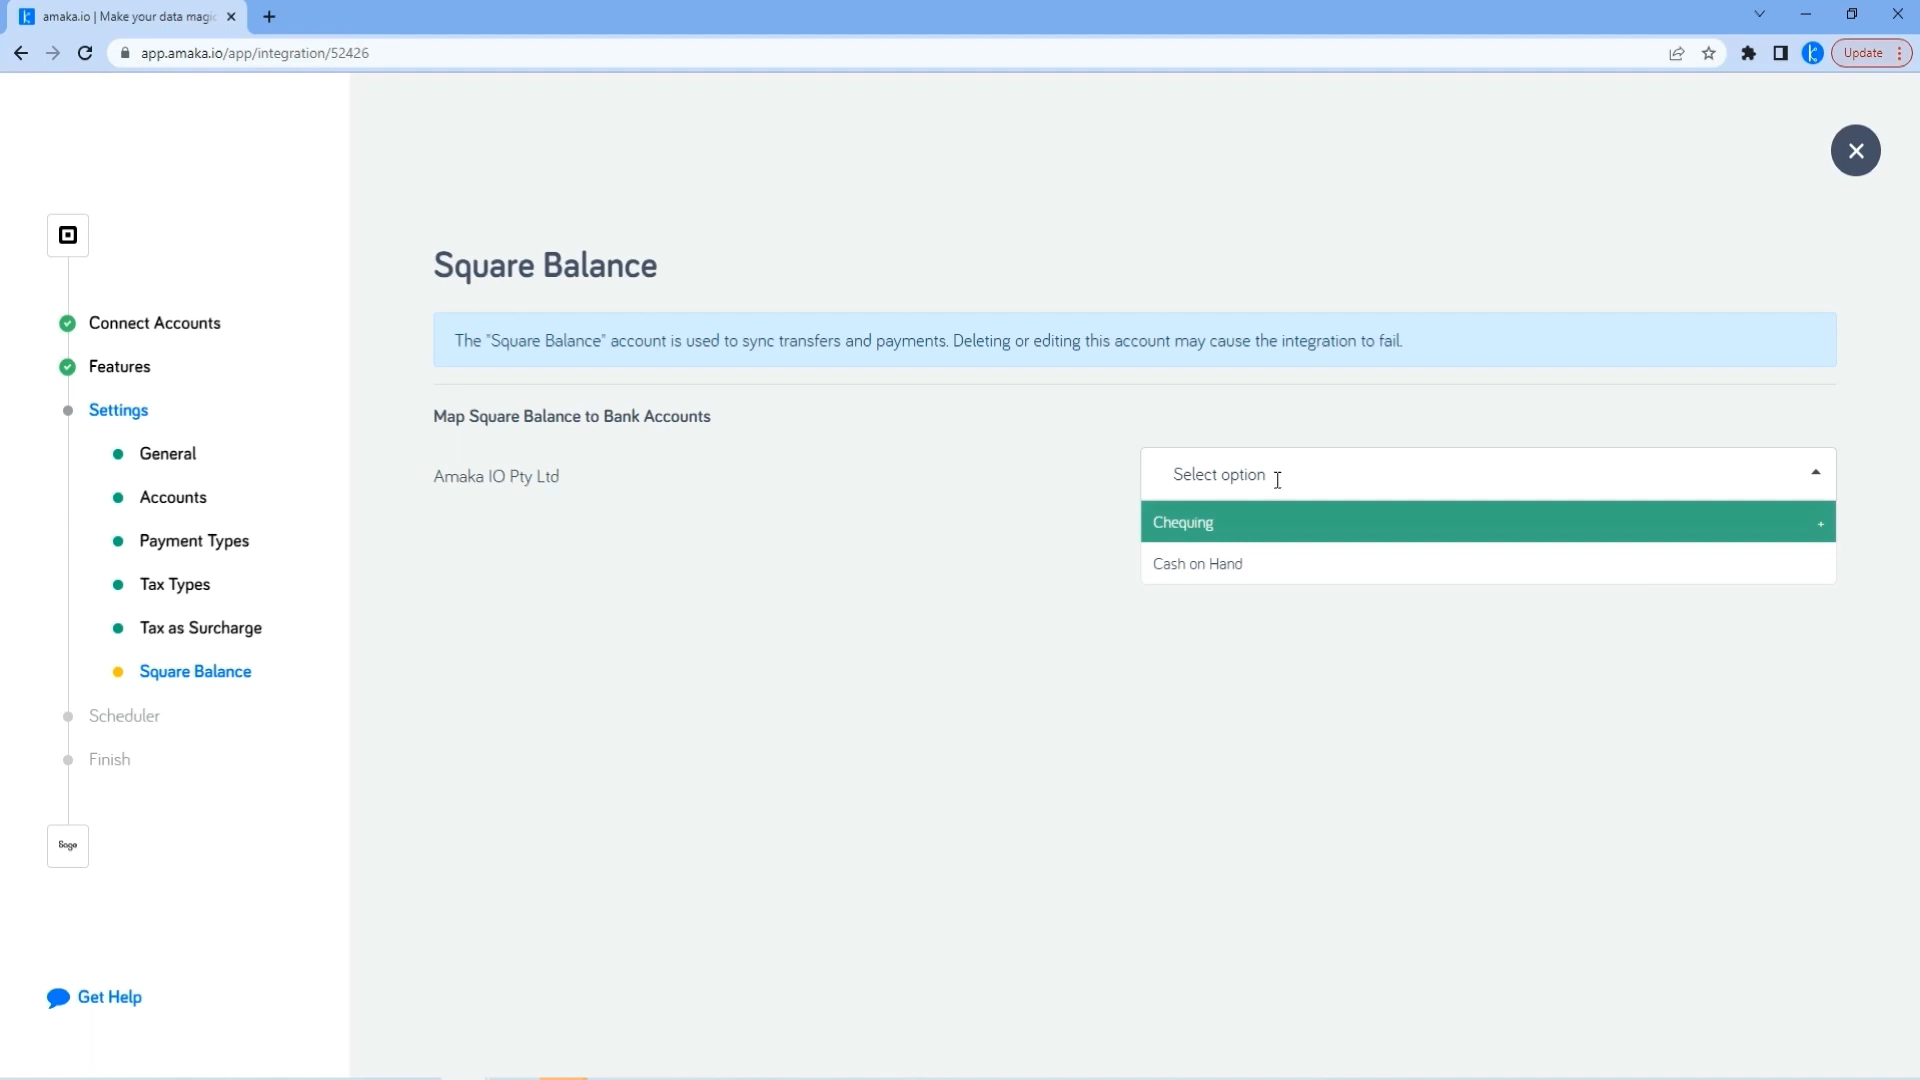 amaka.io | Make your data magic
app.amaka.io/app/integration/52426
Update
Connect Accounts
Features
Settings
General
Accounts
Payment Types
Tax Types
Tax as Surcharge
Square Balance
Scheduler
Finish
Sage
Get Help
Square Balance
The "Square Balance" account is used to sync transfers and payments. Deleting or editing this account may cause the integration to fail.
Map Square Balance to Bank Accounts
Amaka IO Pty Ltd
Select option
Chequing +
Cash on Hand